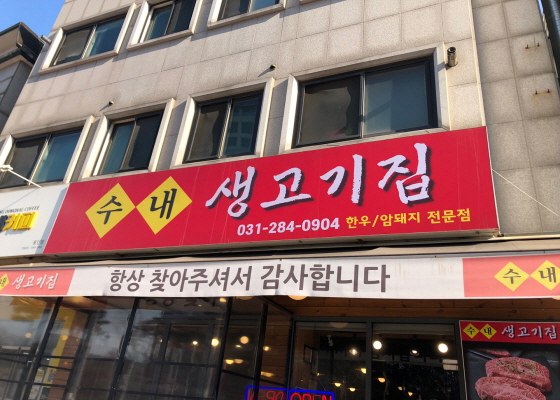 수내 생고기집
031-284-0904 한우/암돼지 전문점
생고기집 항상 찾아주셔서 감사합니다 수내
수내 생고기집
OPEN